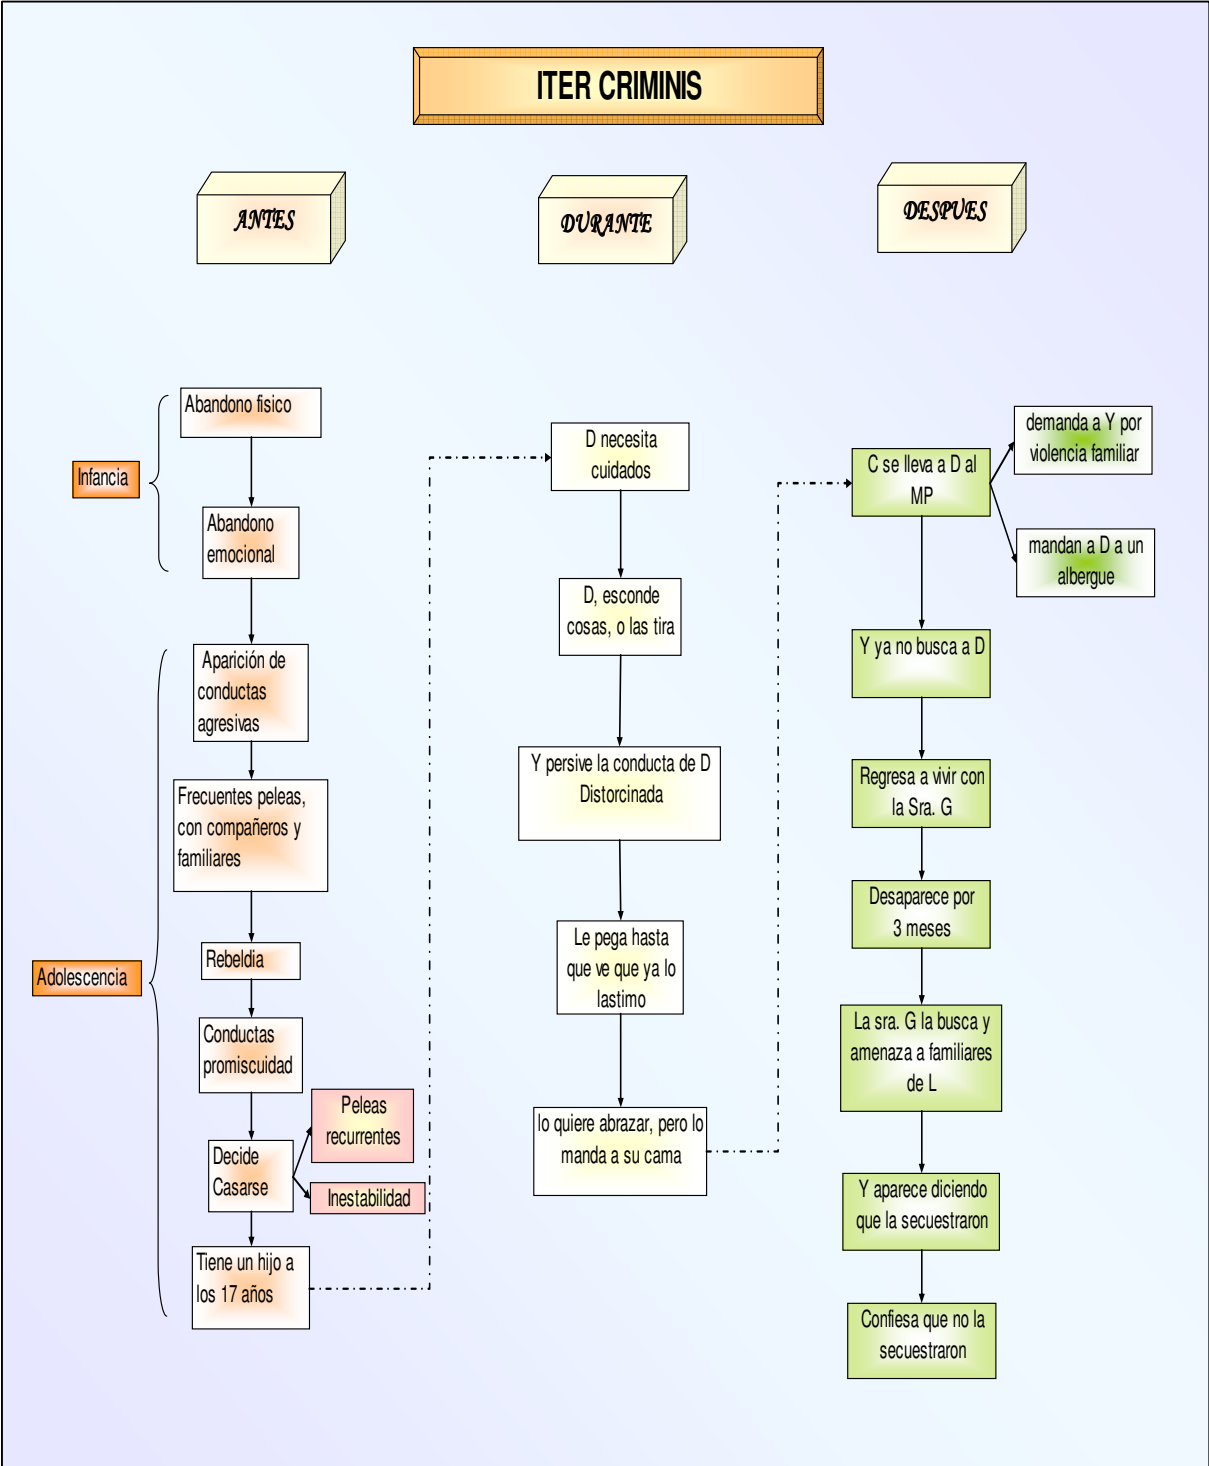 ITER CRIMINIS
ANTES
DURANTE
DESPUES
Infancia
Abandono fisico
Abandono
emocional
Adolescencia
Aparición de
conductas
agresivas
Frecuentes peleas,
con compañeros y
familiares
Rebeldia
Conductas
promiscuidad
Decide
Casarse
Peleas
recurrentes
Inestabilidad
Tiene un hijo a
los 17 años
D necesita
cuidados
D, esconde
cosas, o las tira
Y persive la conducta de D
Distorcinada
Le pega hasta
que ve que ya lo
lastimo
lo quiere abrazar, pero lo
manda a su cama
C se lleva a D al
MP
demanda a Y por
violencia familiar
mandan a D a un
albergue
Y ya no busca a D
Regresa a vivir con
la Sra. G
Desaparece por
3 meses
La sra. G la busca y
amenaza a familiares
de L
Y aparece diciendo
que la secuestraron
Confiesa que no la
secuestraron